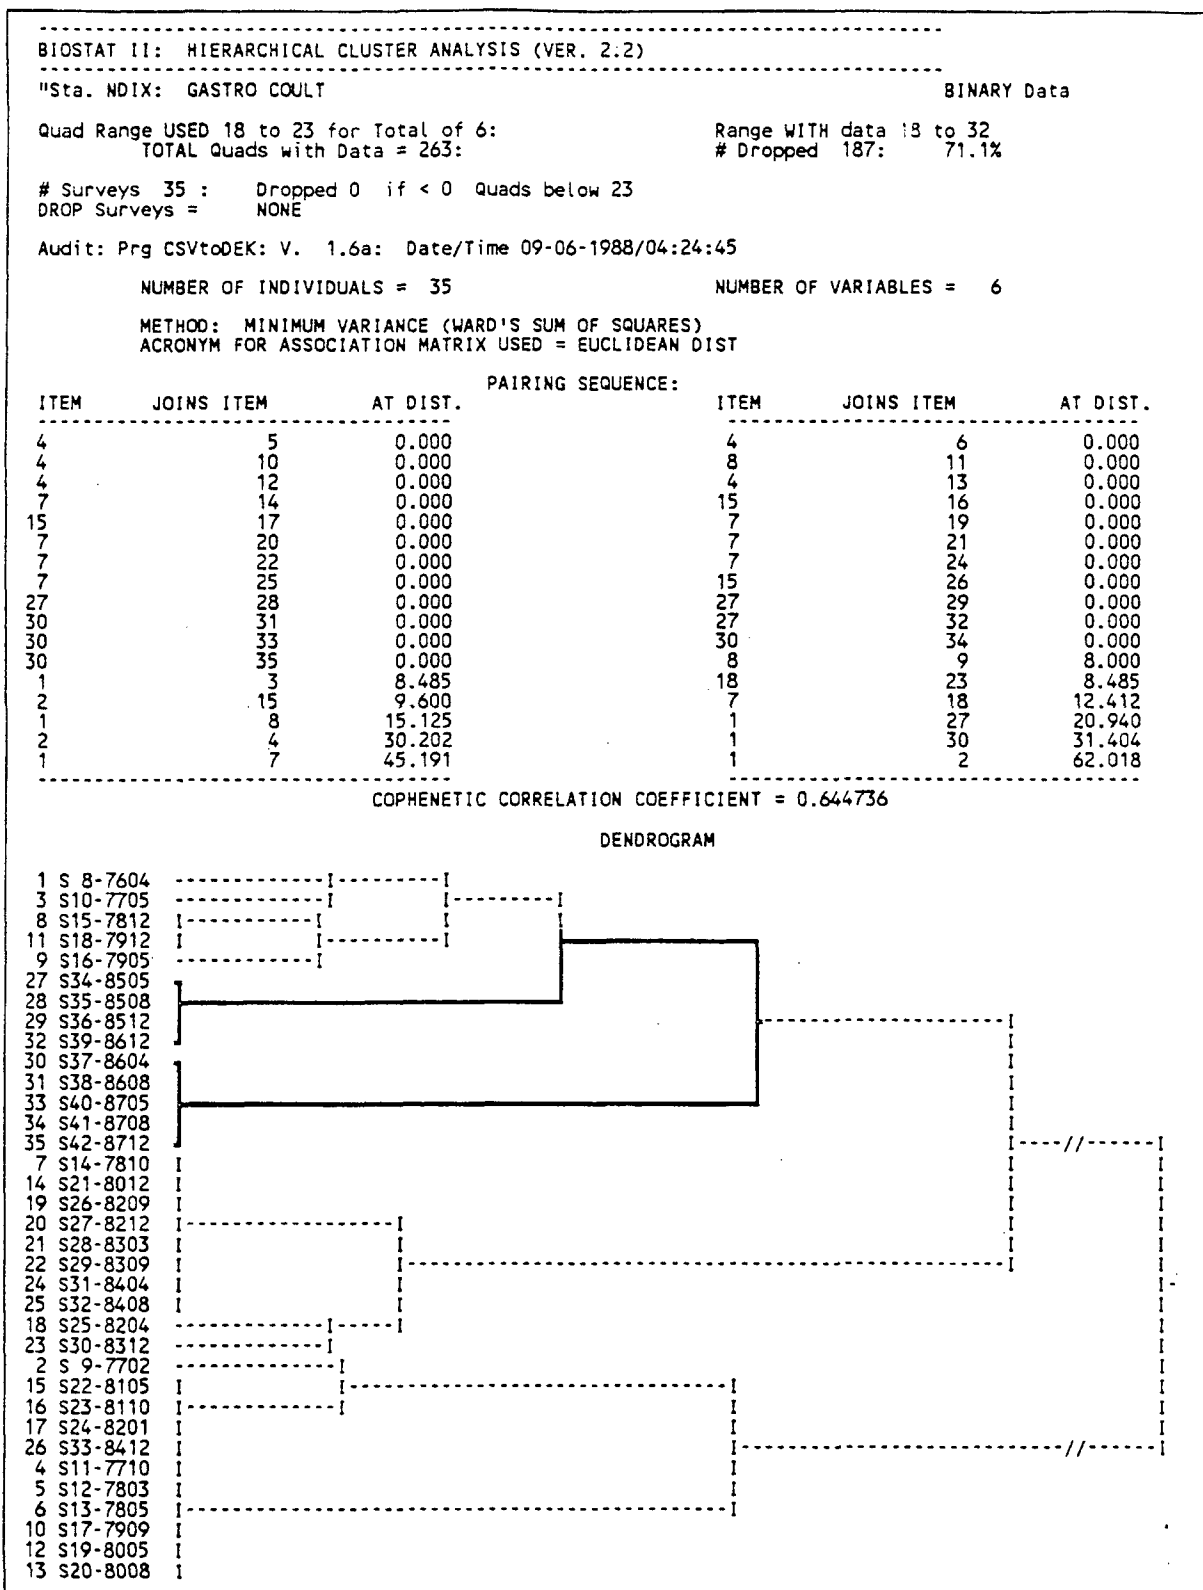 BIOSTAT II: HIERARCHICAL CLUSTER ANALYSIS (VER. 2.2)
"Sta. NDIX: GASTRO COULT BINARY Data
Quad Range USED 18 to 23 for Total of 6: Range WITH data 18 to 32
TOTAL Quads with Data = 263: # Dropped 187: 71.1%
# Surveys 35 : Dropped 0 if < 0 Quads below 23
DROP Surveys = NONE
Audit: Prg CSVtoDEK: V. 1.6a: Date/Time 09-06-1988/04:24:45
NUMBER OF INDIVIDUALS = 35 NUMBER OF VARIABLES = 6
METHOD: MINIMUM VARIANCE (WARD'S SUM OF SQUARES)
ACRONYM FOR ASSOCIATION MATRIX USED = EUCLIDEAN DIST
PAIRING SEQUENCE:
ITEM JOINS ITEM AT DIST. ITEM JOINS ITEM AT DIST.
4 5 0.000 4 6 0.000
4 10 0.000 8 11 0.000
4 12 0.000 4 13 0.000
7 14 0.000 15 16 0.000
15 17 0.000 7 19 0.000
7 20 0.000 7 21 0.000
7 22 0.000 7 24 0.000
7 25 0.000 15 26 0.000
27 28 0.000 27 29 0.000
30 31 0.000 27 32 0.000
30 33 0.000 30 34 0.000
30 35 0.000 8 9 8.000
1 3 8.485 18 23 8.485
2 15 9.600 7 18 12.412
1 8 15.125 1 27 20.940
2 4 30.202 1 30 31.404
1 7 45.191 1 2 62.018
COPHENETIC CORRELATION COEFFICIENT = 0.644736
DENDROGRAM
1 S 8-7604
3 S10-7705
8 S15-7812
11 S18-7912
9 S16-7905
27 S34-8505
28 S35-8508
29 S36-8512
32 S39-8612
30 S37-8604
31 S38-8608
33 S40-8705
34 S41-8708
35 S42-8712
7 S14-7810
14 S21-8012
19 S26-8209
20 S27-8212
21 S28-8303
22 S29-8309
24 S31-8404
25 S32-8408
18 S25-8204
23 S30-8312
2 S 9-7702
15 S22-8105
16 S23-8110
17 S24-8201
26 S33-8412
4 S11-7710
5 S12-7803
6 S13-7805
10 S17-7909
12 S19-8005
13 S20-8008